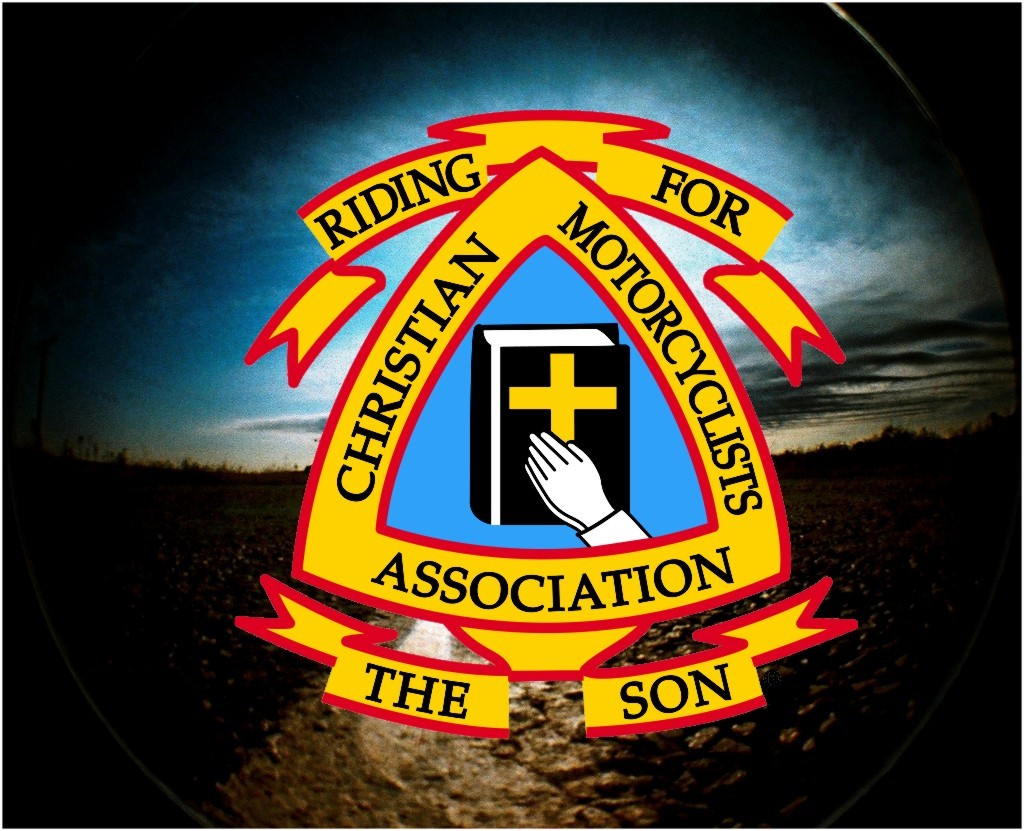 RIDING FOR
CHRISTIAN
MOTORCYCLISTS
ASSOCIATION
THE SON